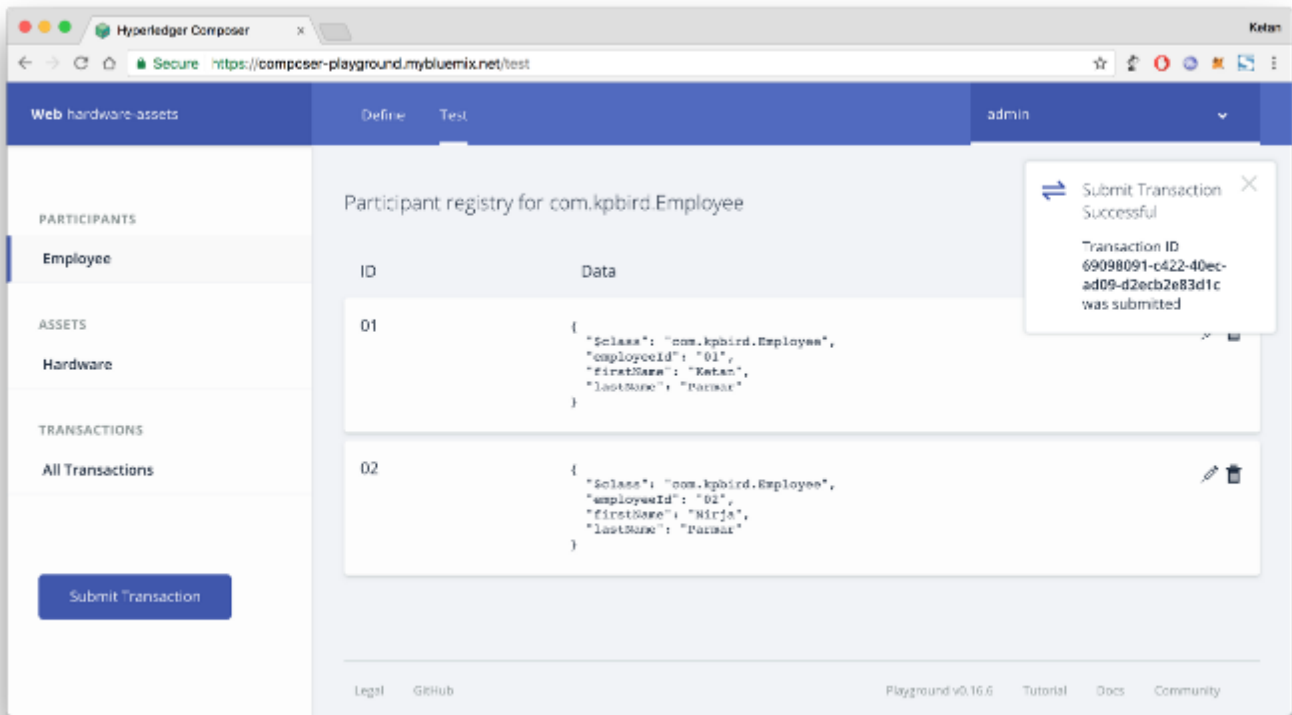 Hyperledger Composer
Ketan
Secure https://composer-playground.mybluemix.net/test
Web hardware-assets
Define Test
admin
Submit Transaction
Successful
Transaction ID
69098091-c422-40ec-
ad09-d2ecb2e83d1c
was submitted
PARTICIPANTS
Employee
ASSETS
Hardware
TRANSACTIONS
All Transactions
Submit Transaction
Participant registry for com.kpbird.Employee
ID Data
01
{
"$class": "com.kpbird.Employee",
"employeeId": "01",
"firstName": "Ketan",
"lastName": "Parmar"
}
02
{
"$class": "com.kpbird.Employee",
"employeeId": "02",
"firstName": "Nirja",
"lastName": "Parmar"
}
Legal GitHub
Playground v0.16.6 Tutorial Docs Community